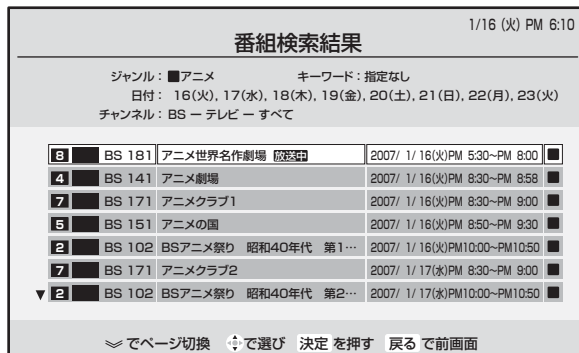 1/16 (火) PM 6:10
番組検索結果
ジャンル：■アニメ キーワード：指定なし
日付： 16(火), 17(水), 18(木), 19(金), 20(土), 21(日), 22(月), 23(火)
チャンネル：BS ー テレビ ー すべて
8 BS 181 アニメ世界名作劇場 放送中 2007/ 1/ 16(火)PM 5:30~PM 8:00
4 BS 141 アニメ劇場 2007/ 1/ 16(火)PM 8:30~PM 8:58
7 BS 171 アニメクラブ1 2007/ 1/ 16(火)PM 8:30~PM 9:00
5 BS 151 アニメの国 2007/ 1/ 16(火)PM 8:50~PM 9:30
2 BS 102 BSアニメ祭り 昭和40年代 第1… 2007/ 1/ 16(火)PM10:00~PM10:50
7 BS 171 アニメクラブ2 2007/ 1/ 17(水)PM 8:30~PM 9:00
▼ 2 BS 102 BSアニメ祭り 昭和40年代 第2… 2007/ 1/ 17(水)PM10:00~PM10:50
でページ切換 で選び 決定 を押す 戻る で前画面